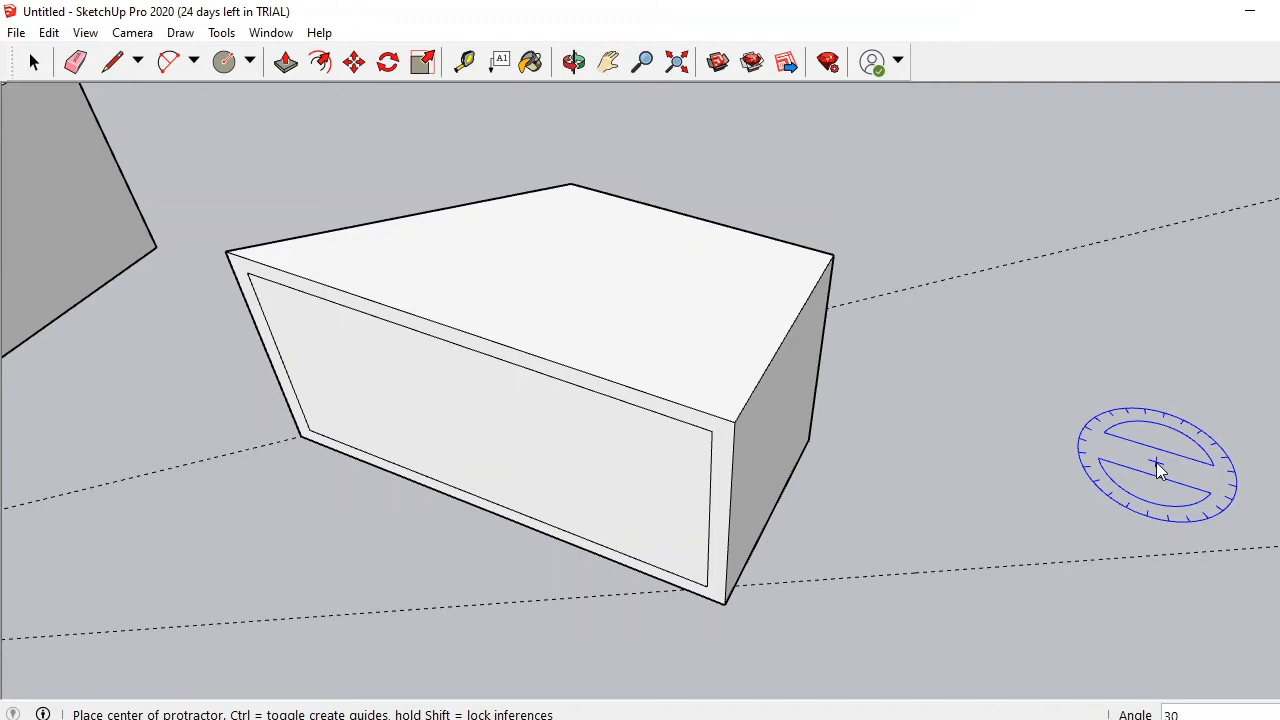 Untitled - SketchUp Pro 2020 (24 days left in TRIAL)
File Edit View Camera Draw Tools Window Help
A1
Place center of protractor. Ctrl = toggle create guides, hold Shift = lock inferences
Angle 30